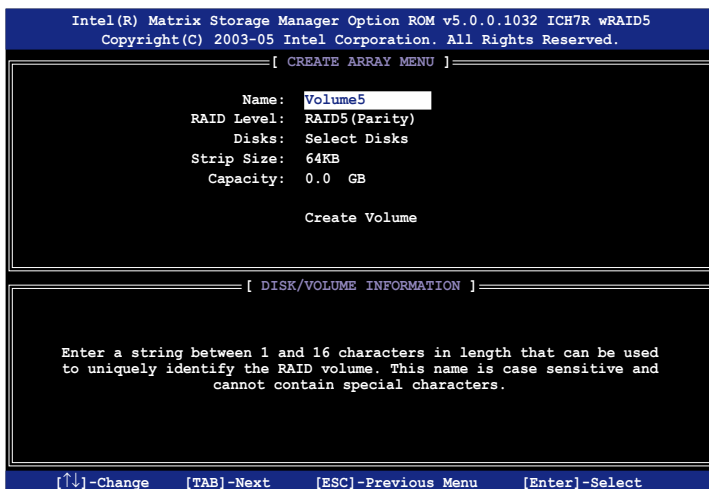 Intel(R) Matrix Storage Manager Option ROM v5.0.0.1032 ICH7R wRAID5
Copyright(C) 2003-05 Intel Corporation. All Rights Reserved.
[ CREATE ARRAY MENU ]
Name: Volume5
RAID Level: RAID5(Parity)
Disks: Select Disks
Strip Size: 64KB
Capacity: 0.0 GB
Create Volume
[ DISK/VOLUME INFORMATION ]
Enter a string between 1 and 16 characters in length that can be used
to uniquely identify the RAID volume. This name is case sensitive and
cannot contain special characters.
[↑↓]-Change [TAB]-Next [ESC]-Previous Menu [Enter]-Select